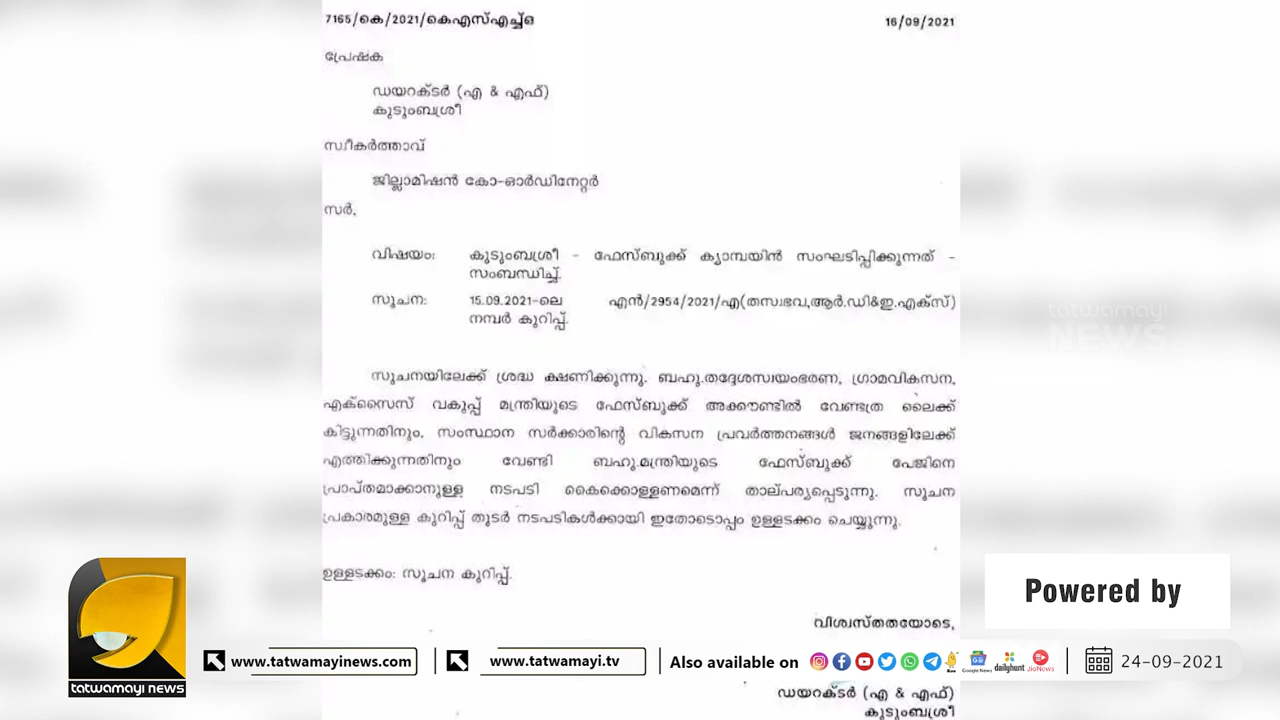 7165/കെ/2021/കെഎസ്എച്ച്ഒ 16/09/2021
പ്രേഷക
ഡയറക്ടർ (എ & എഫ്)
കുടുംബശ്രീ
സ്വീകർത്താവ്
ജില്ലാമിഷൻ കോ-ഓർഡിനേറ്റർ
സർ,
വിഷയം: കുടുംബശ്രീ - ഫേസ്ബുക്ക് ക്യാമ്പയിൻ സംഘടിപ്പിക്കുന്നത് -
സംബന്ധിച്ച്.
സൂചന: 15.09.2021-ലെ എൻ/2954/2021/എ(തസ്വഭവ,ആർ.ഡി&ഇ.എക്സ്)
നമ്പർ കുറിപ്പ്.
tatwamayi
NEWS
സൂചനയിലേക്ക് ശ്രദ്ധ ക്ഷണിക്കുന്നു. ബഹു.തദ്ദേശസ്വയംഭരണ, ഗ്രാമവികസന,
എക്സൈസ് വകുപ്പ് മന്ത്രിയുടെ ഫേസ്ബുക്ക് അക്കൗണ്ടിൽ വേണ്ടത്ര ലൈക്ക്
കിട്ടുന്നതിനും, സംസ്ഥാന സർക്കാരിന്റെ വികസന പ്രവർത്തനങ്ങൾ ജനങ്ങളിലേക്ക്
എത്തിക്കുന്നതിനും വേണ്ടി ബഹു.മന്ത്രിയുടെ ഫേസ്ബുക്ക് പേജിനെ
പ്രാപ്തമാക്കാനുള്ള നടപടി കൈക്കൊള്ളണമെന്ന് താല്പര്യപ്പെടുന്നു. സൂചന
പ്രകാരമുള്ള കുറിപ്പ് തുടർ നടപടികൾക്കായി ഇതോടൊപ്പം ഉള്ളടക്കം ചെയ്യുന്നു.
ഉള്ളടക്കം: സൂചന കുറിപ്പ്.
Powered by
വിശ്വസ്തതയോടെ,
tatwamayi news
www.tatwamayinews.com www.tatwamayi.tv Also available on Google News dailyhunt JioNews 24-09-2021
ഡയറക്ടർ (എ & എഫ്)
കുടുംബശ്രീ